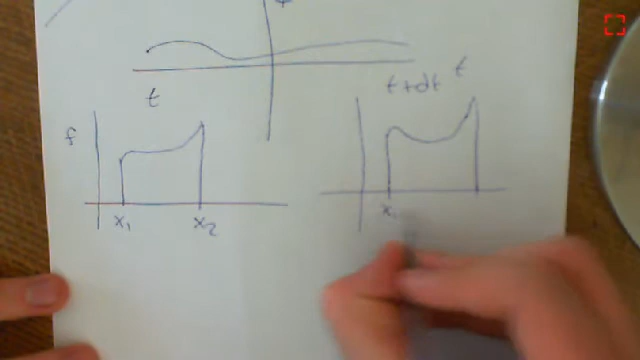 t
t+dt t
f
x₁ x₂
x